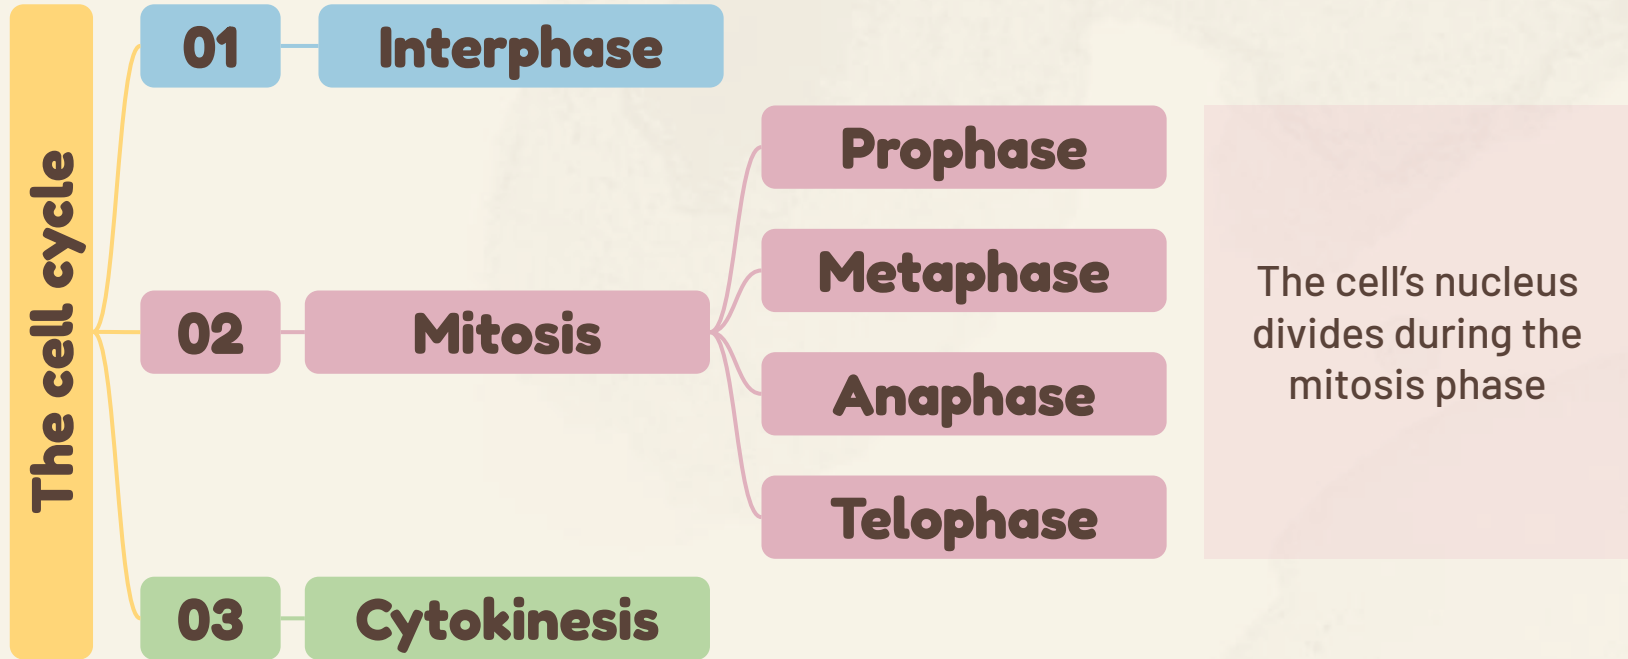 The cell cycle
01
Interphase
02
Mitosis
Prophase
Metaphase
Anaphase
Telophase
The cell’s nucleus
divides during the
mitosis phase
03
Cytokinesis